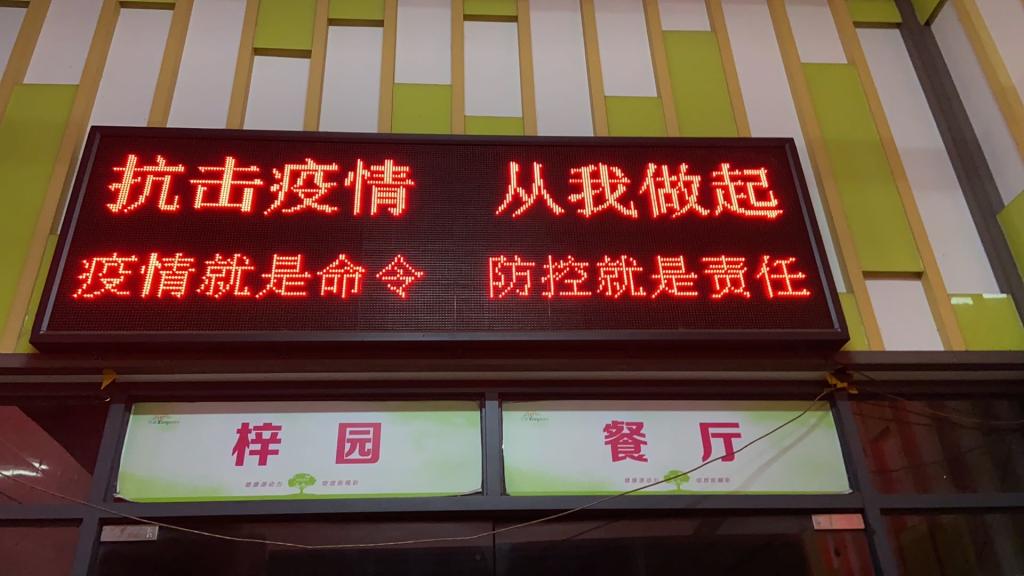 抗击疫情 从我做起
疫情就是命令 防控就是责任
梓园 餐厅